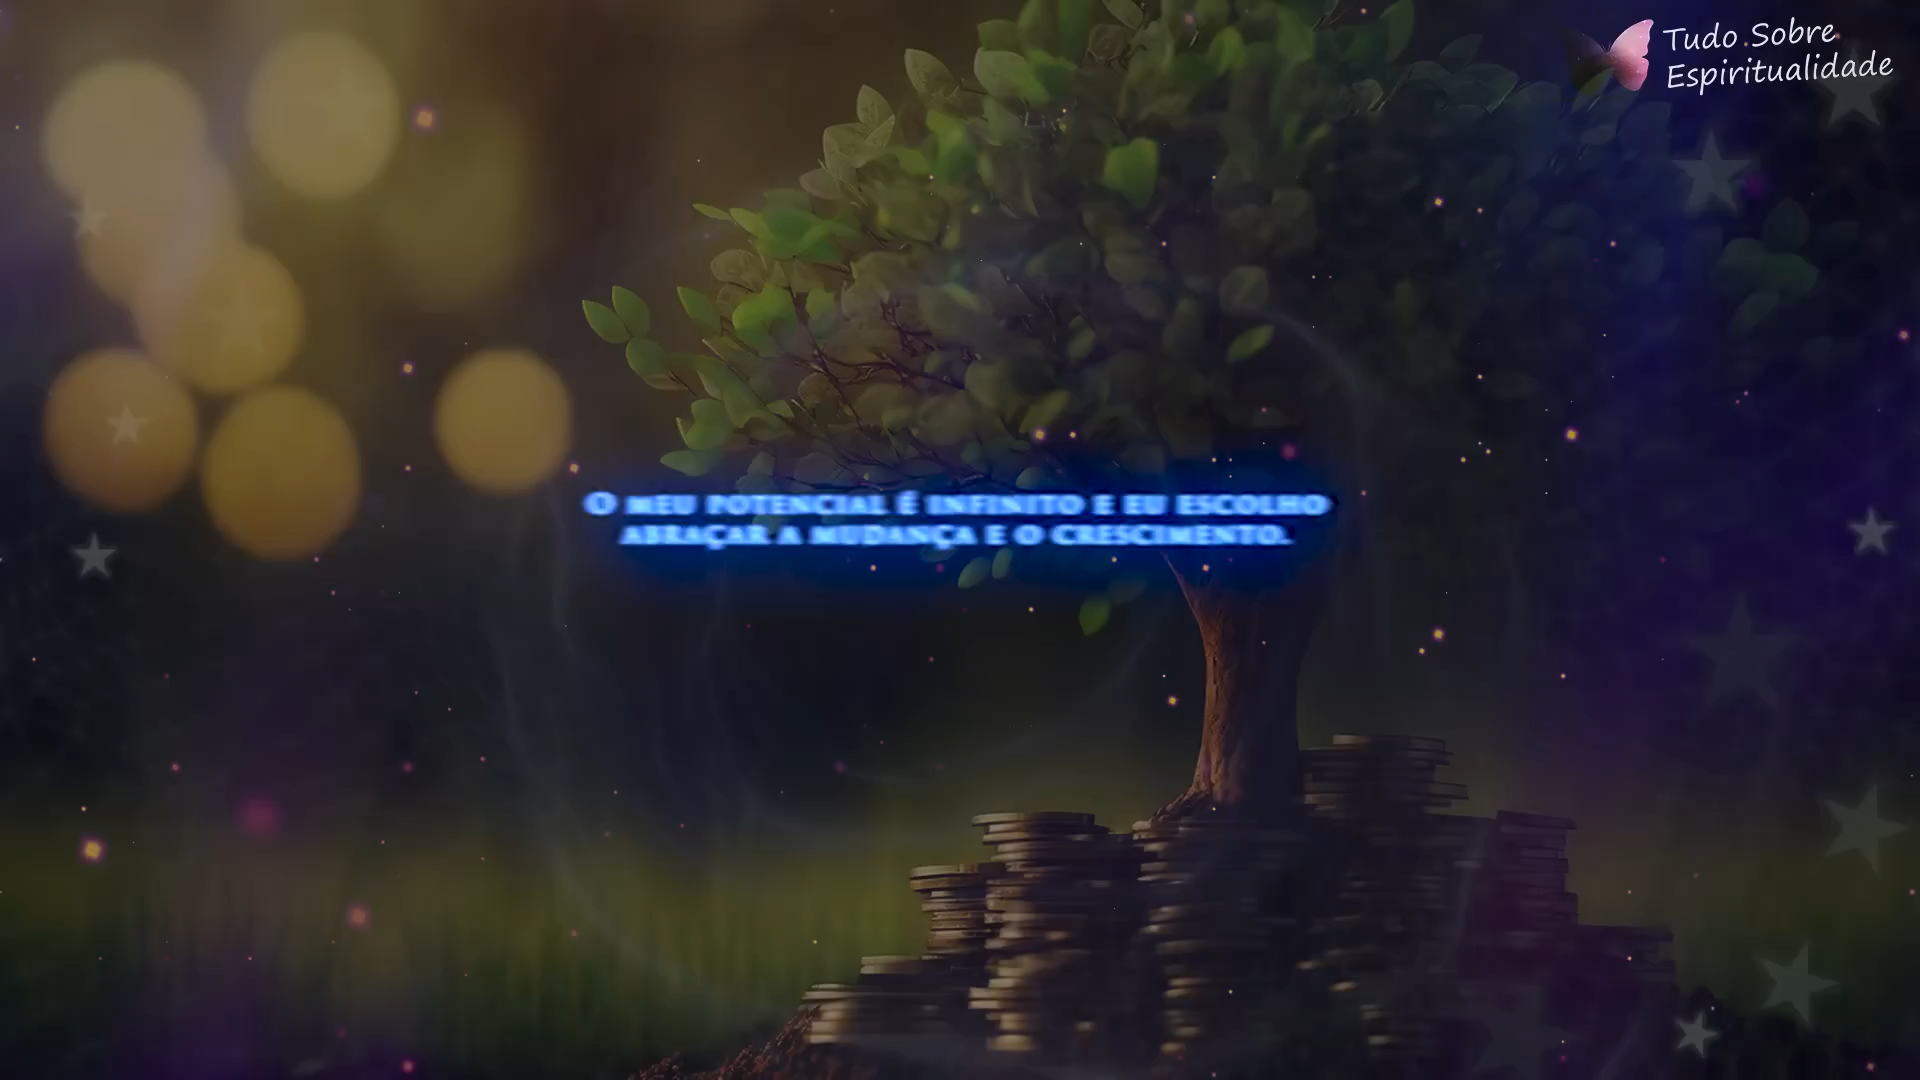 Tudo Sobre
Espiritualidade
O MEU POTENCIAL É INFINITO E EU ESCOLHO
ABRAÇAR A MUDANÇA E O CRESCIMENTO.